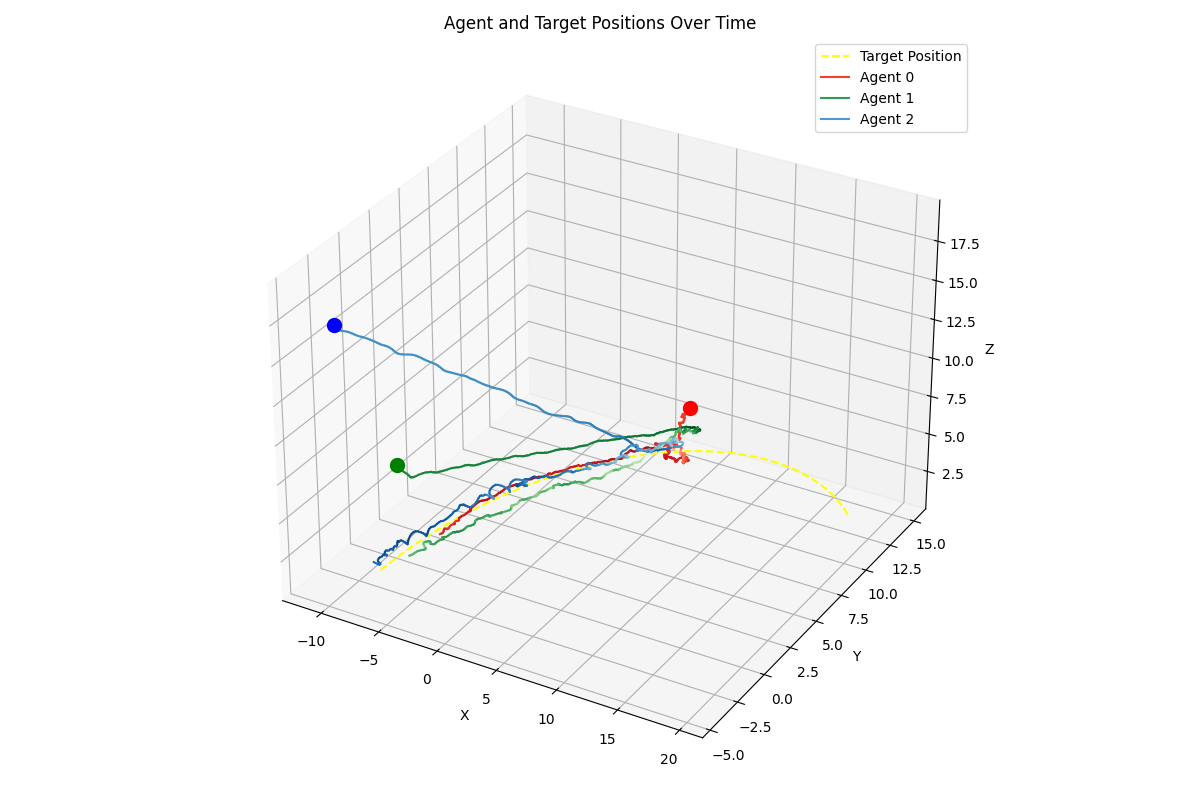 Agent and Target Positions Over Time
Target Position
Agent 0
Agent 1
Agent 2
17.5
15.0
12.5
10.0
7.5
5.0
2.5
Z
15.0
12.5
10.0
7.5
5.0
2.5
0.0
−2.5
−5.0
Y
−10
−5
0
5
10
15
20
X